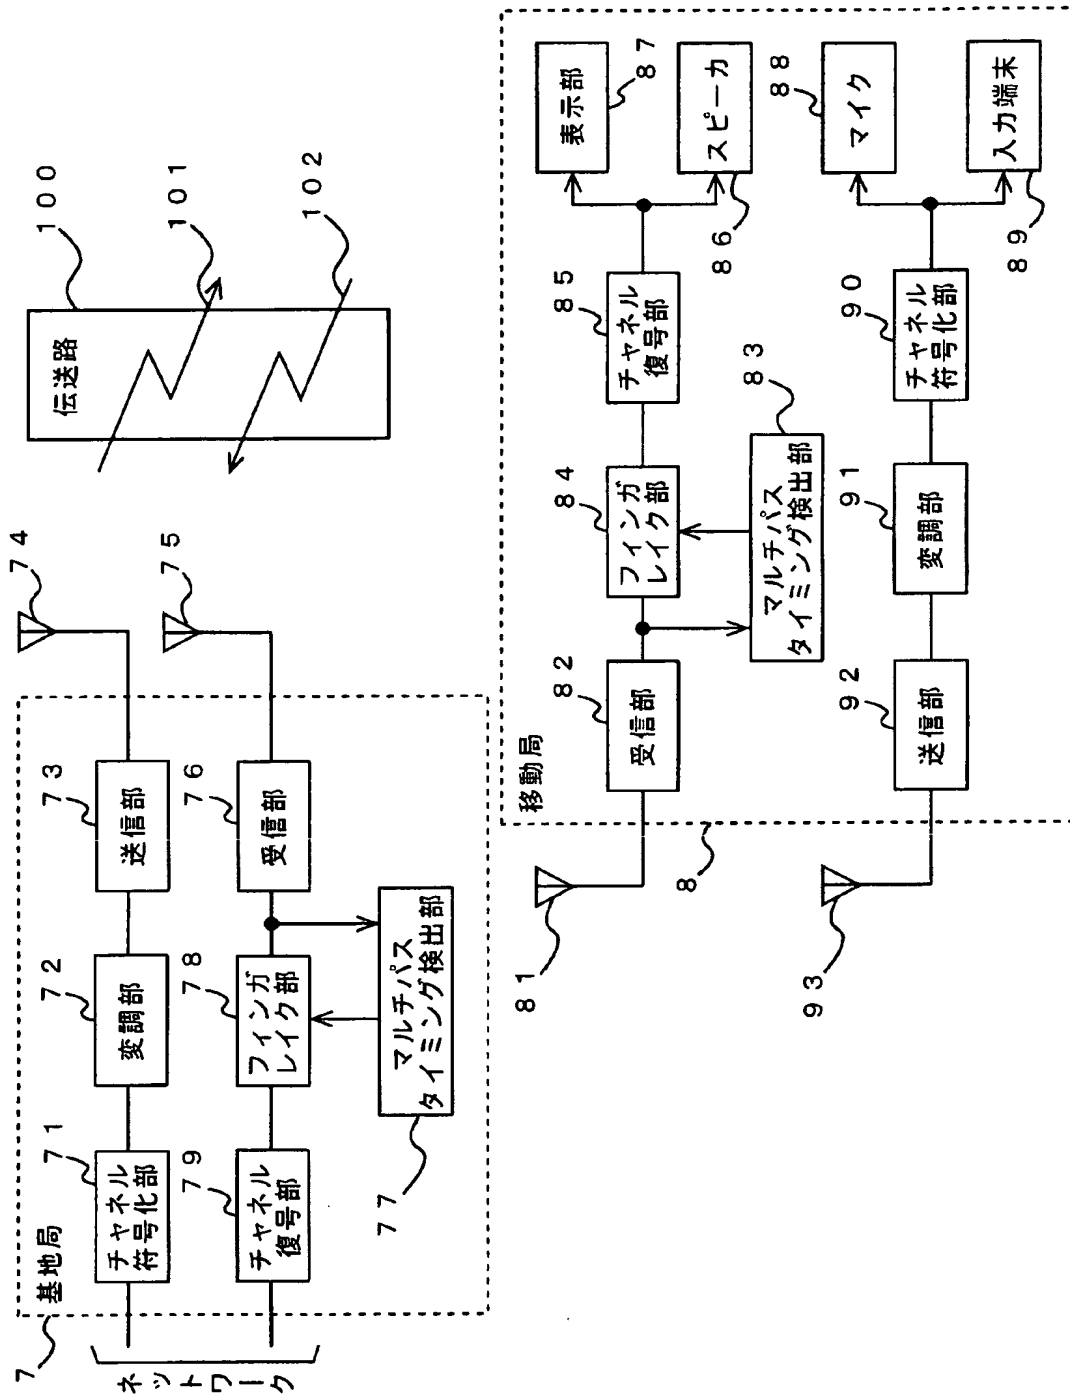 ７
基地局
ネットワーク
７１
チャネル
符号化部
７２
変調部
７３
送信部
７４
７５
７６
受信部
７７
マルチパス
タイミング検出部
７８
フィンガ
レイク部
７９
チャネル
復号部
１００
伝送路
１０１
１０２
８
移動局
８１
８２
受信部
８３
マルチパス
タイミング検出部
８４
フィンガ
レイク部
８５
チャネル
復号部
８６
スピーカ
８７
表示部
８８
マイク
８９
入力端末
９０
チャネル
符号化部
９１
変調部
９２
送信部
９３